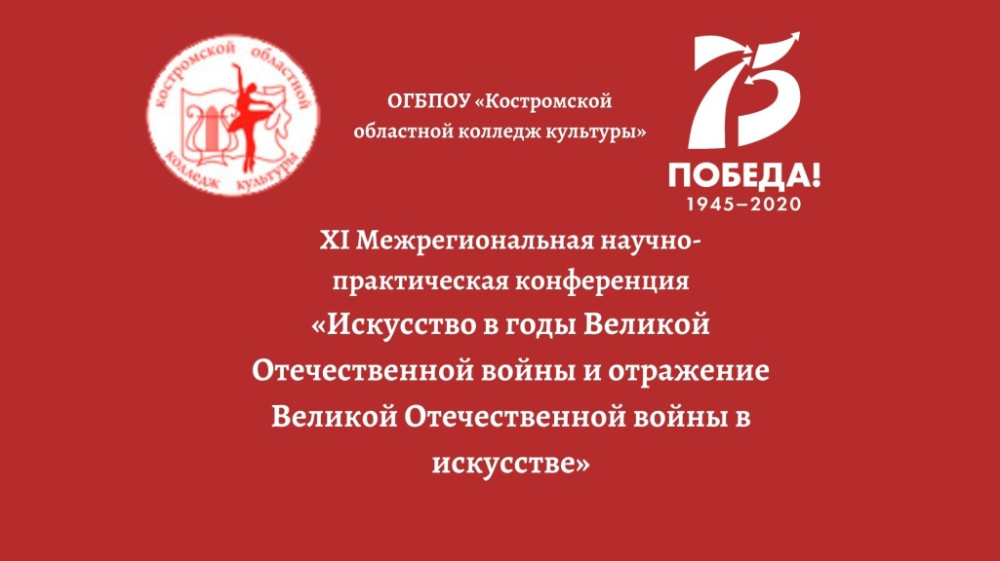 костромской областной
колледж культуры
ОГБПОУ «Костромской
областной колледж культуры»
75
ПОБЕДА!
1945–2020
XI Межрегиональная научно-
практическая конференция
«Искусство в годы Великой
Отечественной войны и отражение
Великой Отечественной войны в
искусстве»